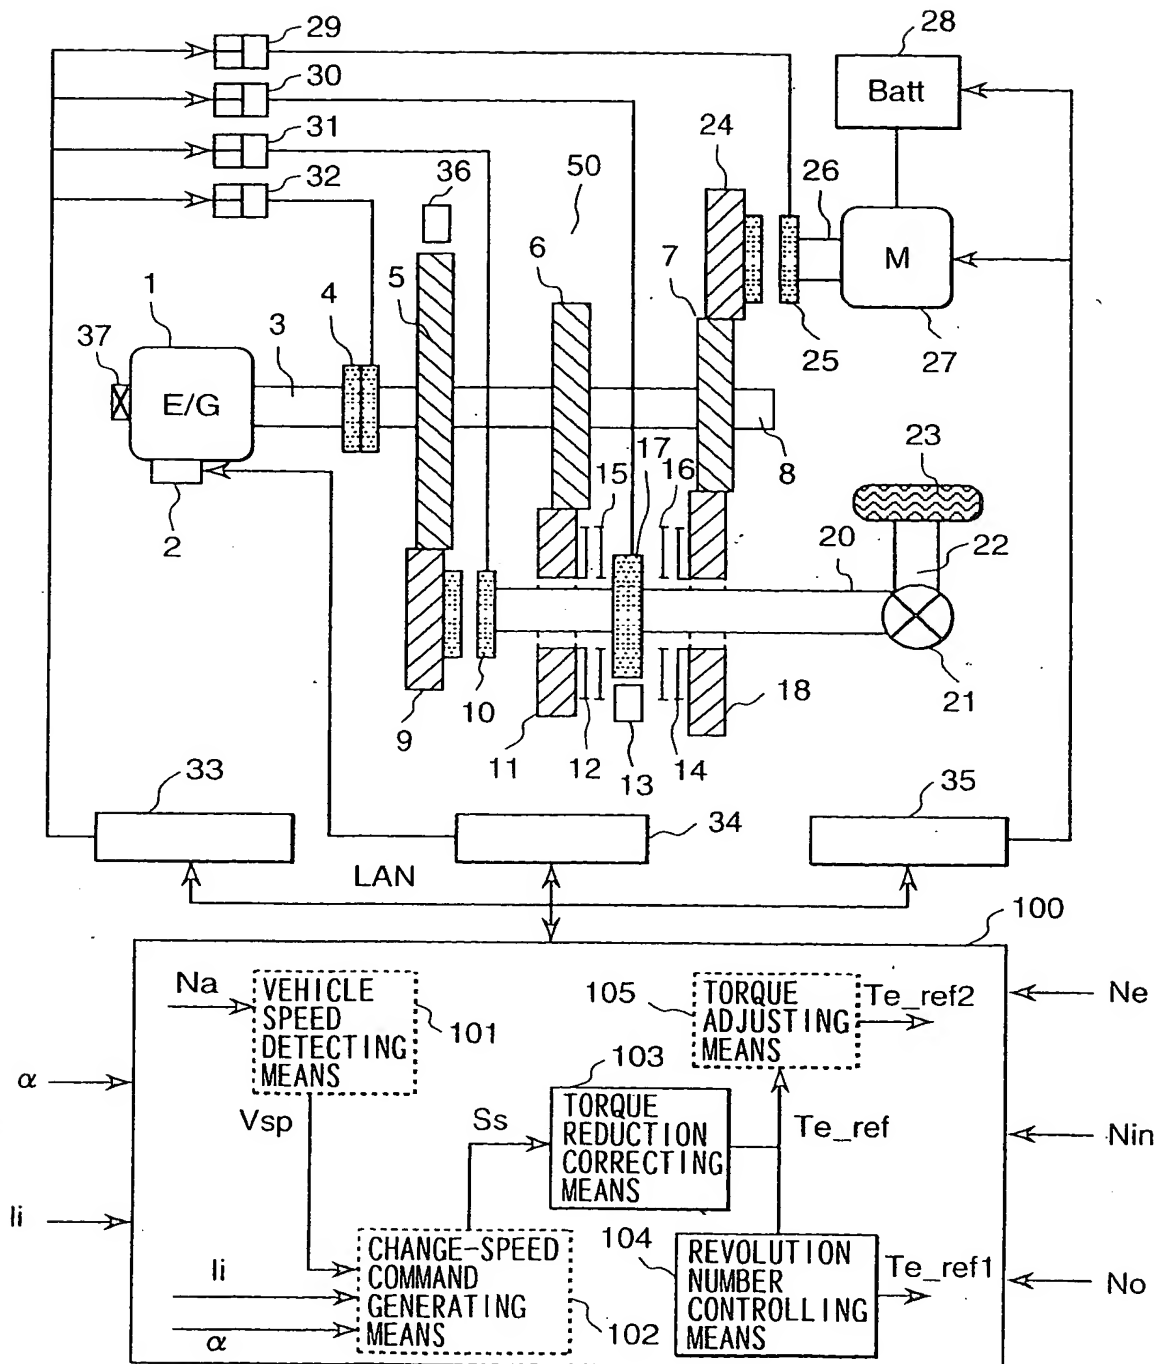 29
28
30
Batt
31
24
36
50
32
26
6
7
M
1
4
5
37
3
25
27
E/G
17
8
23
15
16
2
20
22
10
18
21
9
11
12
14
13
33
35
34
LAN
100
Na
VEHICLE
SPEED
DETECTING
MEANS
101
105
TORQUE
ADJUSTING
MEANS
Te_ref2
Ne
α
103
Vsp
Ss
TORQUE
REDUCTION
CORRECTING
MEANS
Te_ref
Nin
Ii
CHANGE-SPEED
COMMAND
GENERATING
MEANS
104
REVOLUTION
NUMBER
CONTROLLING
MEANS
Te_ref1
Ii
No
102
α